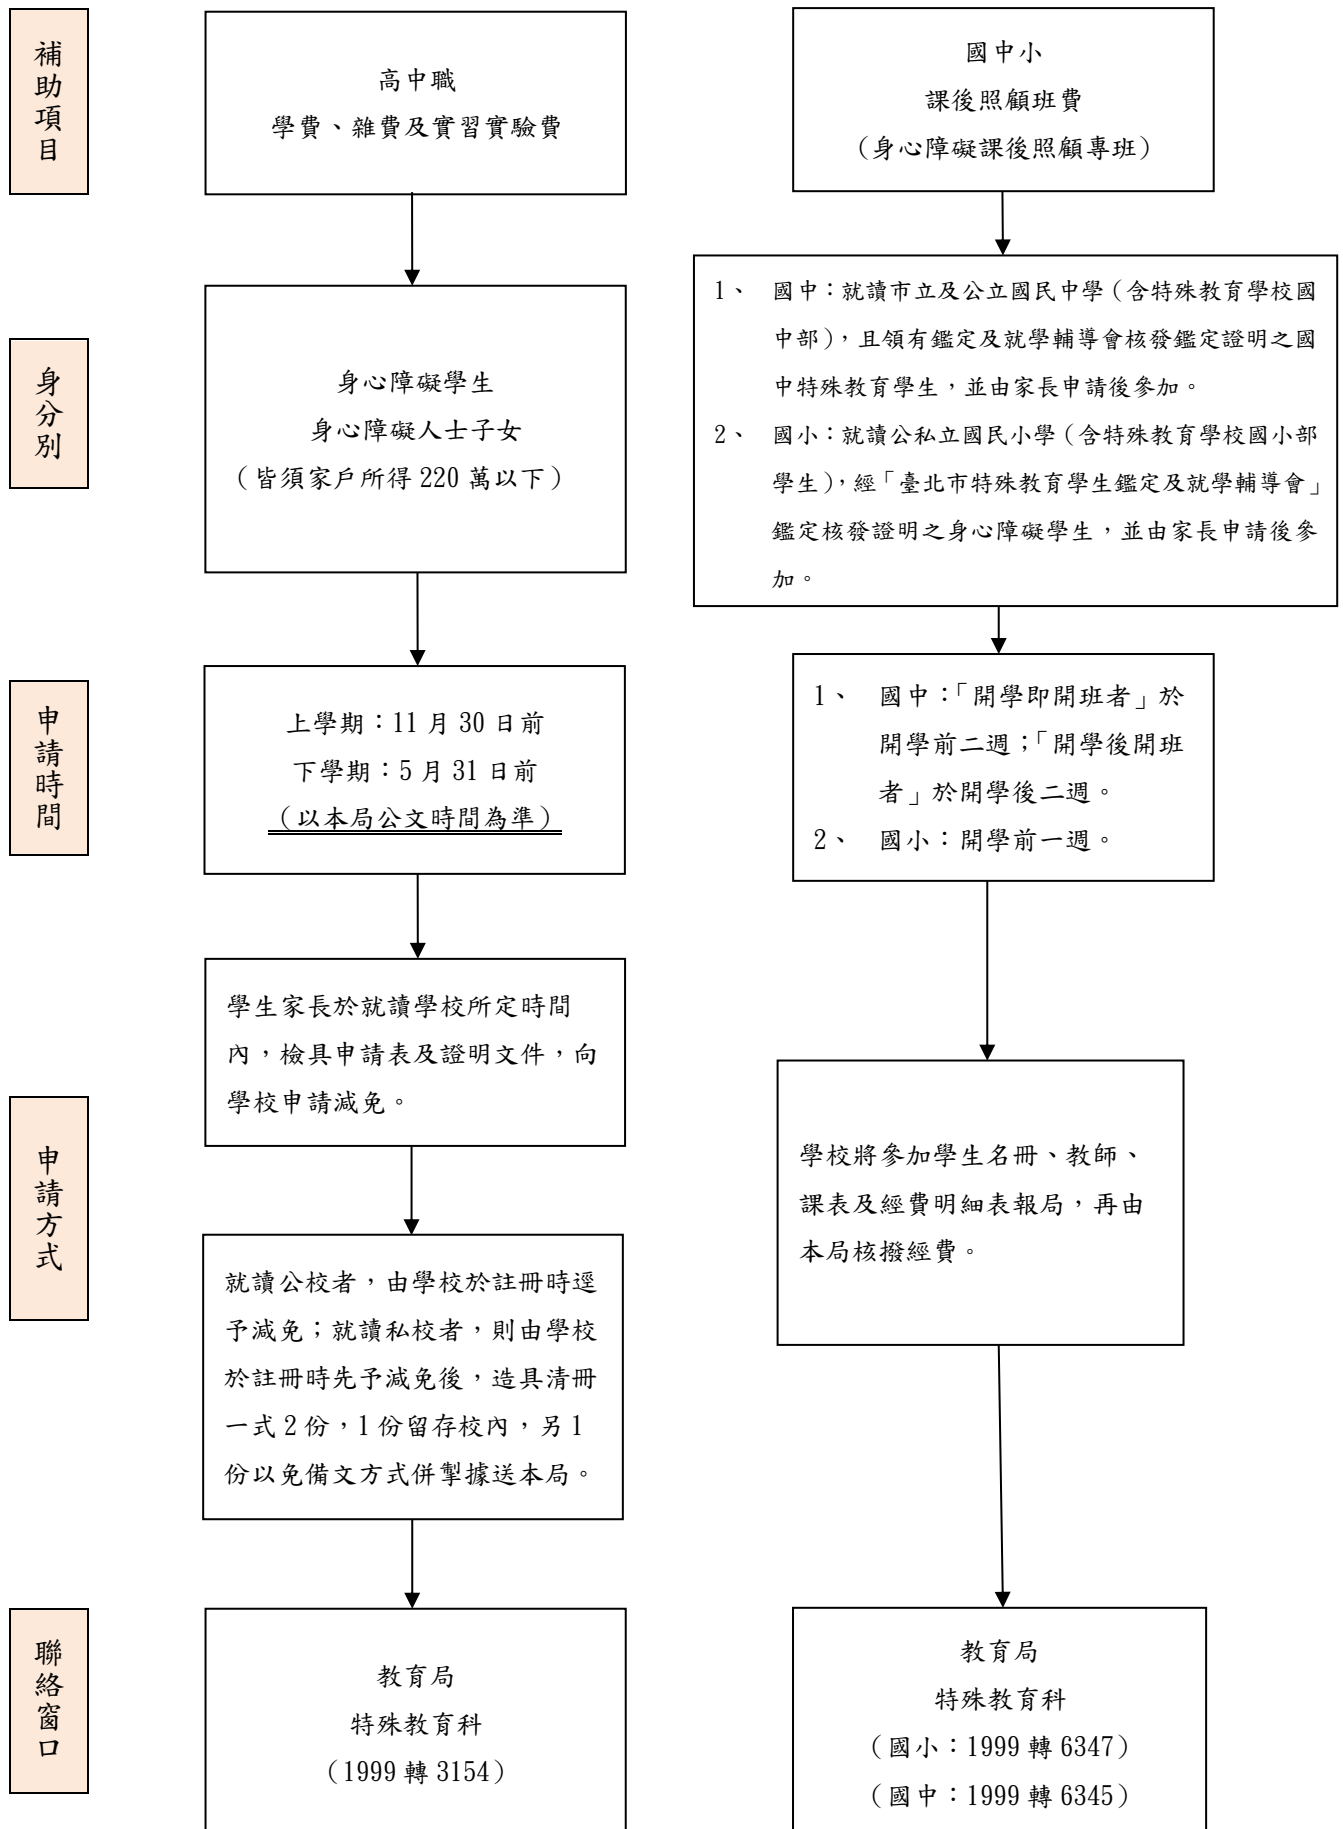 補助項目
高中職
學費、雜費及實習實驗費
國中小
課後照顧班費
（身心障礙課後照顧專班）
身分別
身心障礙學生
身心障礙人士子女
（皆須家戶所得 220 萬以下）
1、 國中：就讀市立及公立國民中學（含特殊教育學校國
中部），且領有鑑定及就學輔導會核發鑑定證明之國
中特殊教育學生，並由家長申請後參加。
2、 國小：就讀公私立國民小學（含特殊教育學校國小部
學生），經「臺北市特殊教育學生鑑定及就學輔導會」
鑑定核發證明之身心障礙學生，並由家長申請後參
加。
申請時間
上學期：11 月 30 日前
下學期：5 月 31 日前
（以本局公文時間為準）
1、 國中：「開學即開班者」於
開學前二週；「開學後開班
者」於開學後二週。
2、 國小：開學前一週。
申請方式
學生家長於就讀學校所定時間
內，檢具申請表及證明文件，向
學校申請減免。
就讀公校者，由學校於註冊時逕
予減免；就讀私校者，則由學校
於註冊時先予減免後，造具清冊
一式 2 份，1 份留存校內，另 1
份以免備文方式併掣據送本局。
學校將參加學生名冊、教師、
課表及經費明細表報局，再由
本局核撥經費。
聯絡窗口
教育局
特殊教育科
（1999 轉 3154）
教育局
特殊教育科
（國小：1999 轉 6347）
（國中：1999 轉 6345）